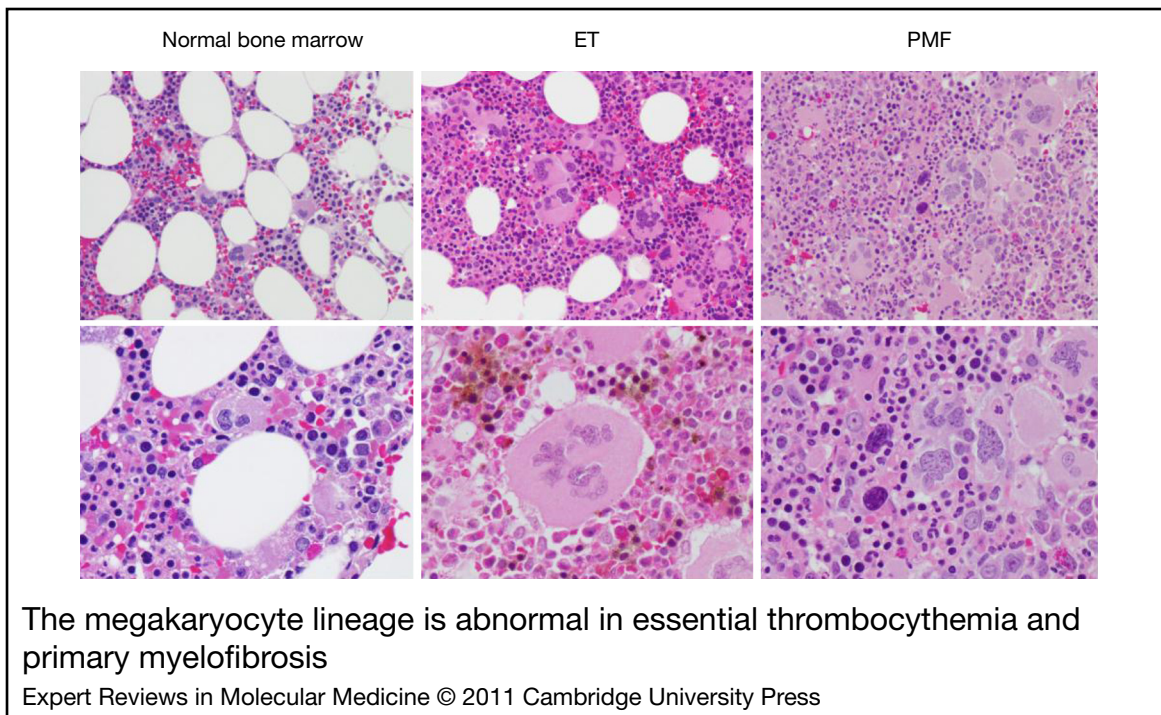 Normal bone marrow
ET
PMF
The megakaryocyte lineage is abnormal in essential thrombocythemia and
primary myelofibrosis
Expert Reviews in Molecular Medicine © 2011 Cambridge University Press